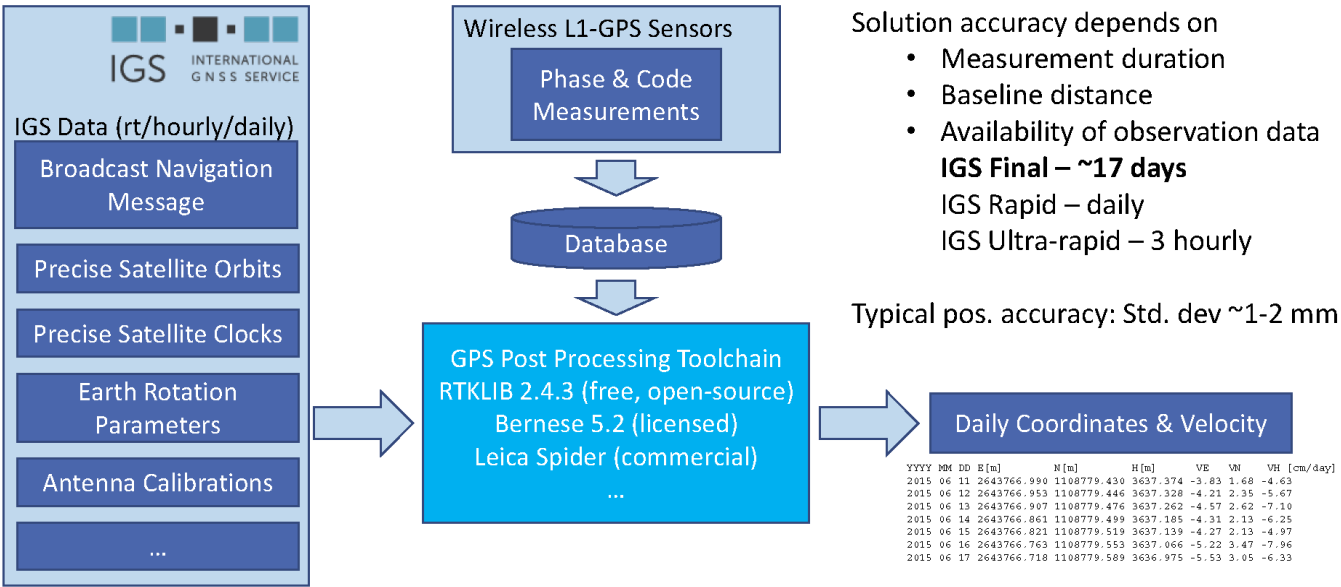 IGS
INTERNATIONAL
GNSS SERVICE
IGS Data (rt/hourly/daily)
Broadcast Navigation
Message
Precise Satellite Orbits
Precise Satellite Clocks
Earth Rotation
Parameters
Antenna Calibrations
...
Wireless L1-GPS Sensors
Phase & Code
Measurements
Database
GPS Post Processing Toolchain
RTKLIB 2.4.3 (free, open-source)
Bernese 5.2 (licensed)
Leica Spider (commercial)
...
Solution accuracy depends on
• Measurement duration
• Baseline distance
• Availability of observation data
IGS Final – ~17 days
IGS Rapid – daily
IGS Ultra-rapid – 3 hourly
Typical pos. accuracy: Std. dev ~1-2 mm
Daily Coordinates & Velocity
YYYY MM DD E[m] N[m] H[m] VE VN VH [cm/day]
2015 06 11 2643766.990 1108779.430 3637.374 -3.83 1.68 -4.63
2015 06 12 2643766.953 1108779.446 3637.328 -4.21 2.35 -5.67
2015 06 13 2643766.907 1108779.476 3637.262 -4.57 2.62 -7.10
2015 06 14 2643766.861 1108779.499 3637.185 -4.31 2.13 -6.25
2015 06 15 2643766.821 1108779.519 3637.139 -4.27 2.13 -4.97
2015 06 16 2643766.763 1108779.553 3637.066 -5.22 3.47 -7.96
2015 06 17 2643766.718 1108779.589 3636.975 -5.53 3.05 -6.33